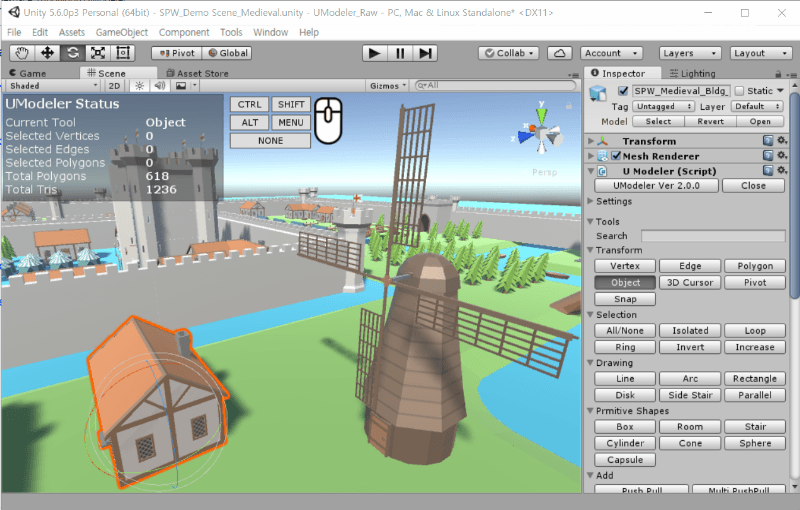 Unity 5.6.0p3 Personal (64bit) - SPW_Demo Scene_Medieval.unity - UModeler_Raw - PC, Mac & Linux Standalone* <DX11>
File Edit Assets GameObject Component Tools Window Help
Pivot Global Collab Account Layers Layout
Game Scene Asset Store
Shaded 2D Gizmos All
UModeler Status
Current Tool Object
Selected Vertices 0
Selected Edges 0
Selected Polygons 0
Total Polygons 618
Total Tris 1236
CTRL SHIFT
ALT MENU
NONE
y
x
z
Persp
Inspector Lighting
SPW_Medieval_Bldg_ Static
Tag Untagged Layer Default
Model Select Revert Open
Transform
Mesh Renderer
U Modeler (Script)
UModeler Ver 2.0.0 Close
Settings
Tools
Search
Transform
Vertex Edge Polygon
Object 3D Cursor Pivot
Snap
Selection
All/None Isolated Loop
Ring Invert Increase
Drawing
Line Arc Rectangle
Disk Side Stair Parallel
Prmitive Shapes
Box Room Stair
Cylinder Cone Sphere
Capsule
Add
Push Pull Multi PushPull